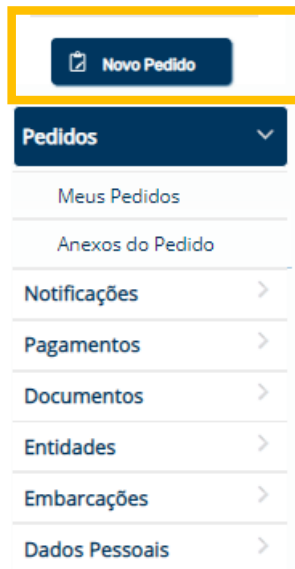 Novo Pedido
Pedidos
Meus Pedidos
Anexos do Pedido
Notificações
Pagamentos
Documentos
Entidades
Embarcações
Dados Pessoais